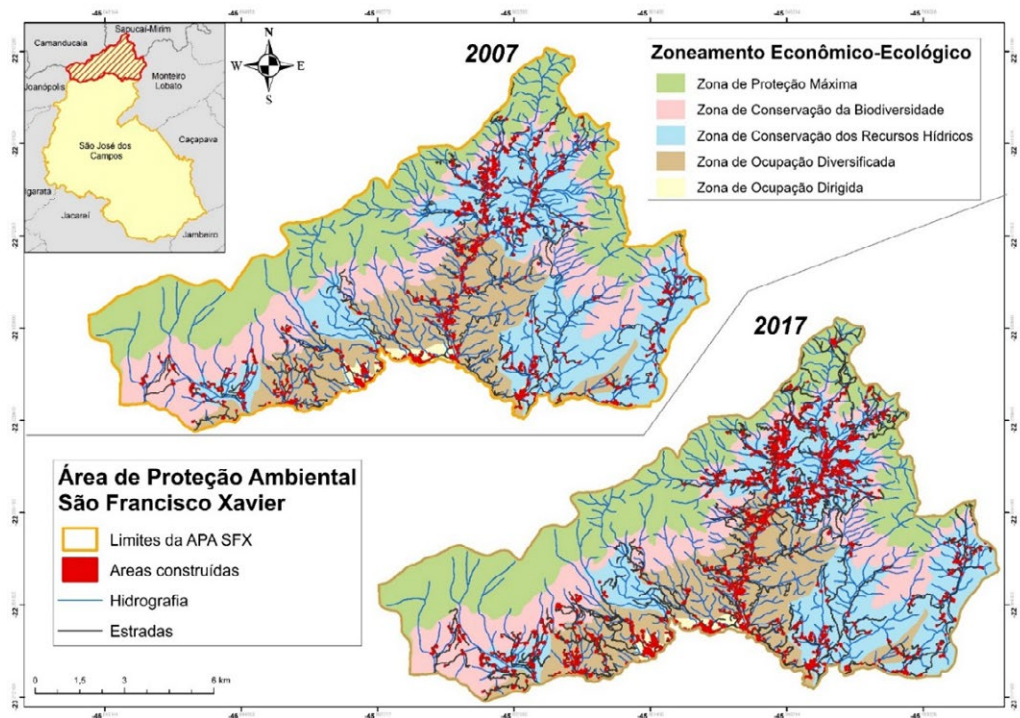 Sapucaí-Mirim
Camanducaia
Joanópolis
Monteiro
Lobato
São José dos
Campos
Caçapava
Igarata
Jacareí
Jambeiro
N
W
E
S
2007
Zoneamento Econômico-Ecológico
Zona de Proteção Máxima
Zona de Conservação da Biodiversidade
Zona de Conservação dos Recursos Hídricos
Zona de Ocupação Diversificada
Zona de Ocupação Dirigida
2017
Área de Proteção Ambiental
São Francisco Xavier
Limites da APA SFX
Areas construídas
Hidrografia
Estradas
0 1,5 3 6 km